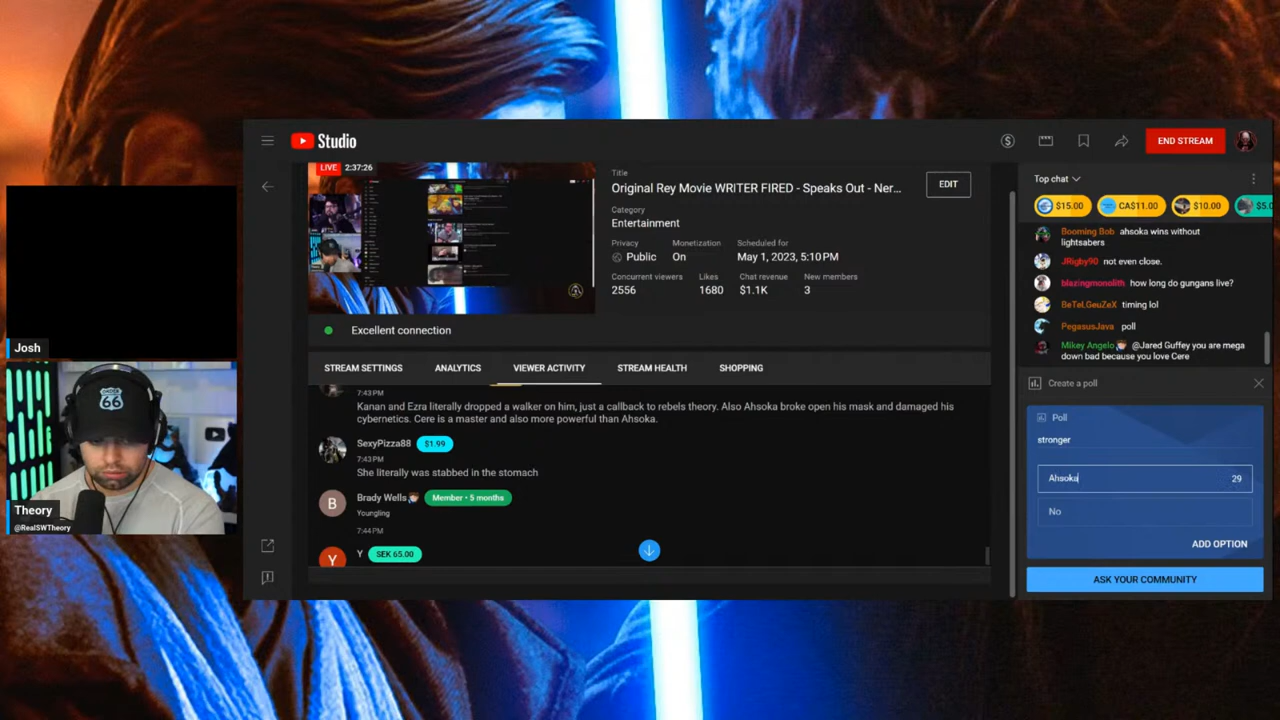 Studio
END STREAM
LIVE 2:37:26
Title
Original Rey Movie WRITER FIRED - Speaks Out - Ner...
EDIT
Category
Entertainment
Privacy Monetization Scheduled for
Public On May 1, 2023, 5:10 PM
Concurrent viewers Likes Chat revenue New members
2556 1680 $1.1K 3
Excellent connection
STREAM SETTINGS ANALYTICS VIEWER ACTIVITY STREAM HEALTH SHOPPING
7:43 PM
Kanan and Ezra literally dropped a walker on him, just a callback to rebels theory. Also Ahsoka broke open his mask and damaged his
cybernetics. Cere is a master and also more powerful than Ahsoka.
SexyPizza88 $1.99
7:43 PM
She literally was stabbed in the stomach
B
Brady Wells Member • 5 months
Youngling
7:44 PM
Y
Y SEK 65.00
Top chat
$15.00 CA$11.00 $10.00 $5.0
Booming Bob ahsoka wins without
lightsabers
JRigby90 not even close.
blazingmonolith how long do gungans live?
BeTeI.GeuZeX timing lol
PegasusJava poll
Mikey Angelo @Jared Guffey you are mega
down bad because you love Cere
Create a poll
Poll
stronger
Ahsoka 29
No
ADD OPTION
ASK YOUR COMMUNITY
Josh
66
Theory
@RealSWTheory